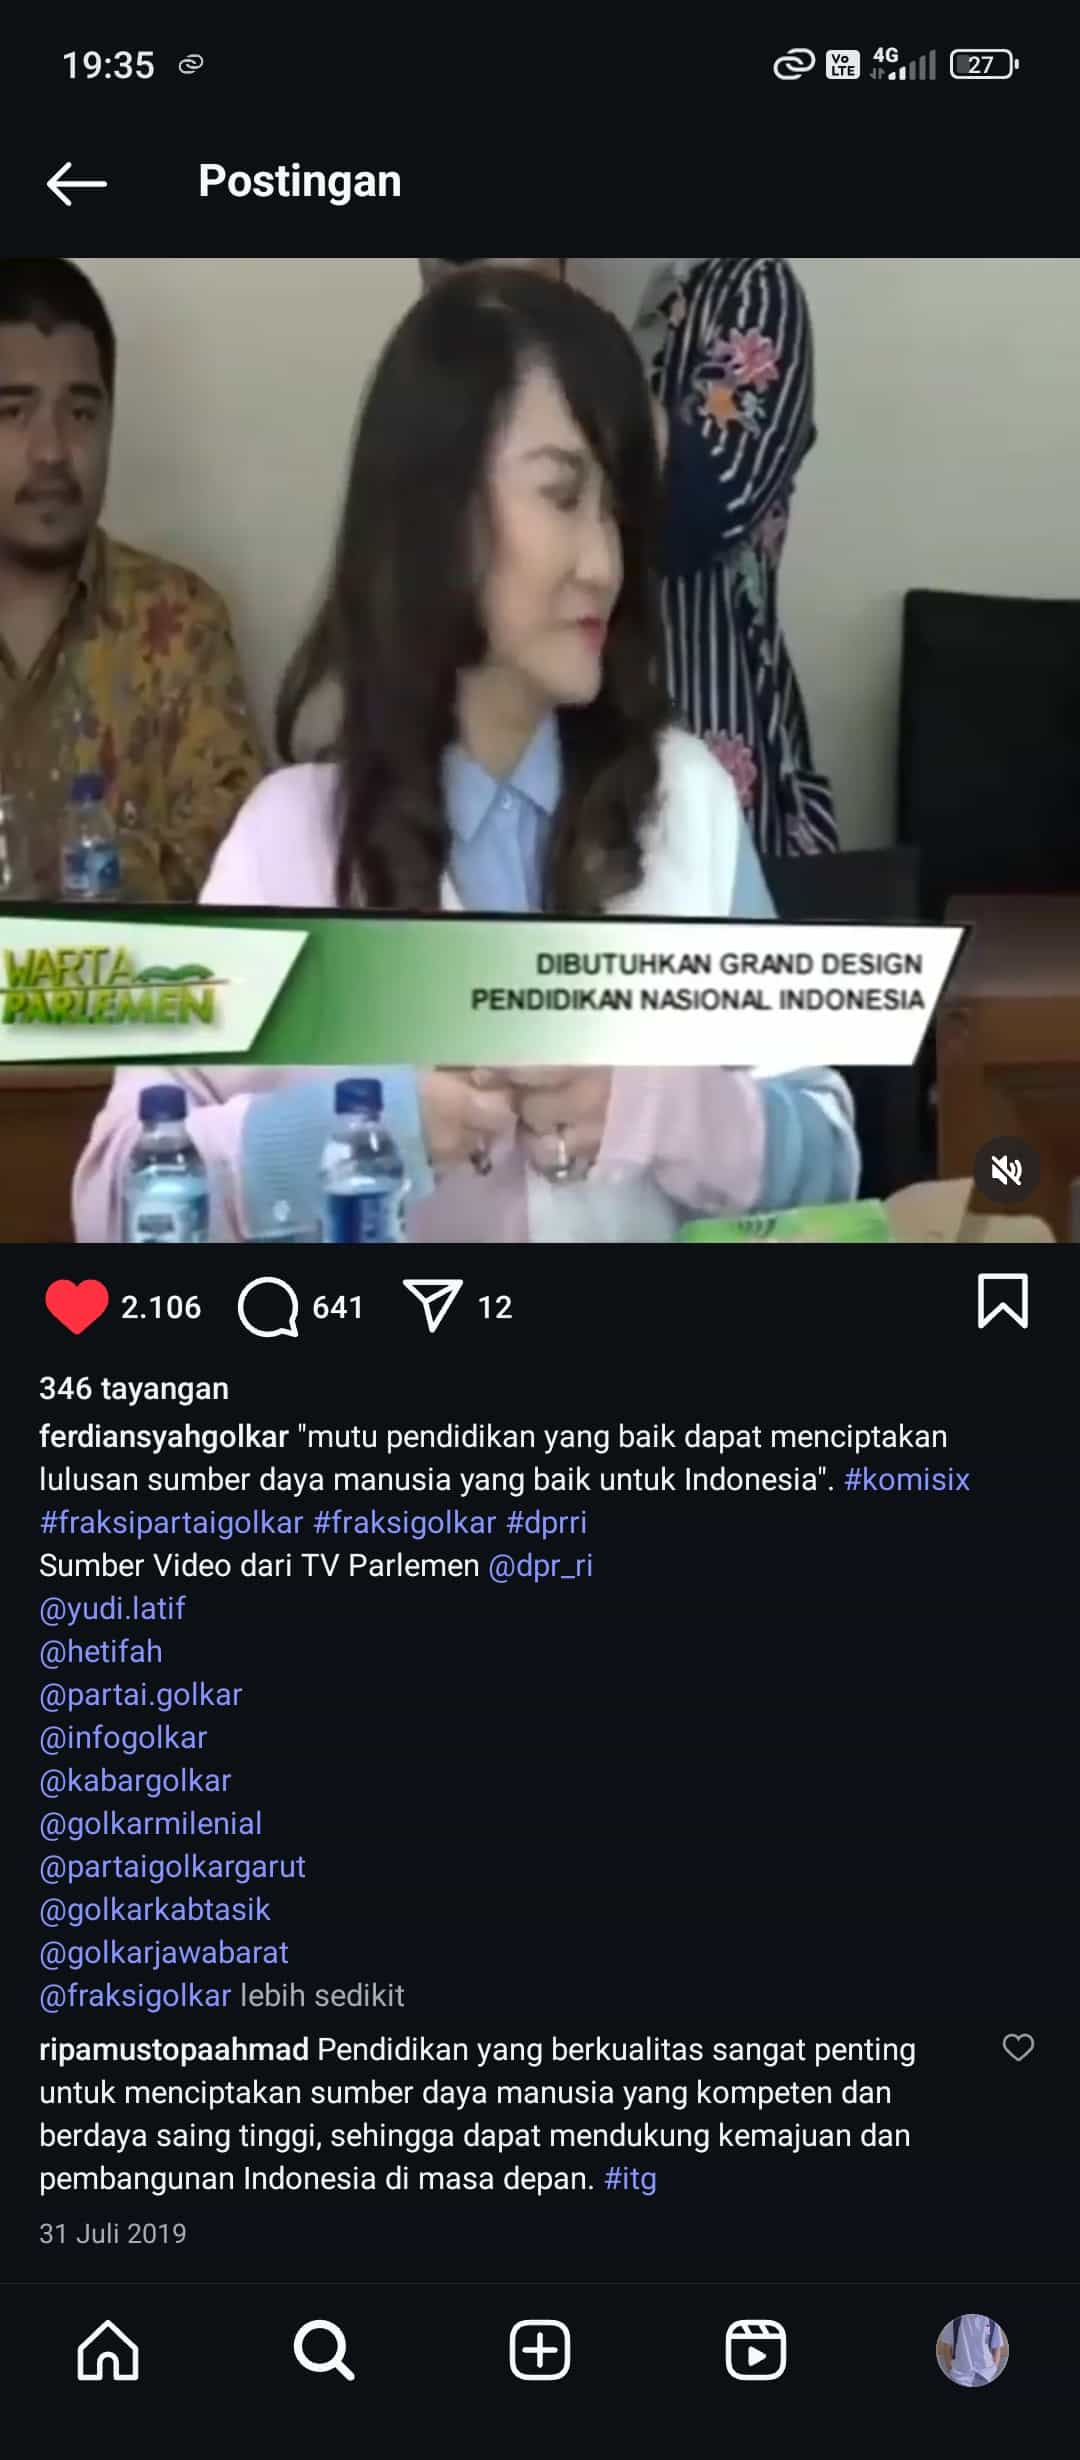 19:35
Vo
LTE
4G
27
Postingan
WARTA
PARLEMEN
DIBUTUHKAN GRAND DESIGN
PENDIDIKAN NASIONAL INDONESIA
2.106
641
12
346 tayangan
ferdiansyahgolkar "mutu pendidikan yang baik dapat menciptakan
lulusan sumber daya manusia yang baik untuk Indonesia". #komisix
#fraksipartaigolkar #fraksigolkar #dprri
Sumber Video dari TV Parlemen @dpr_ri
@yudi.latif
@hetifah
@partai.golkar
@infogolkar
@kabargolkar
@golkarmilenial
@partaigolkargarut
@golkarkabtasik
@golkarjawabarat
@fraksigolkar lebih sedikit
ripamustopaahmad Pendidikan yang berkualitas sangat penting
untuk menciptakan sumber daya manusia yang kompeten dan
berdaya saing tinggi, sehingga dapat mendukung kemajuan dan
pembangunan Indonesia di masa depan. #itg
31 Juli 2019